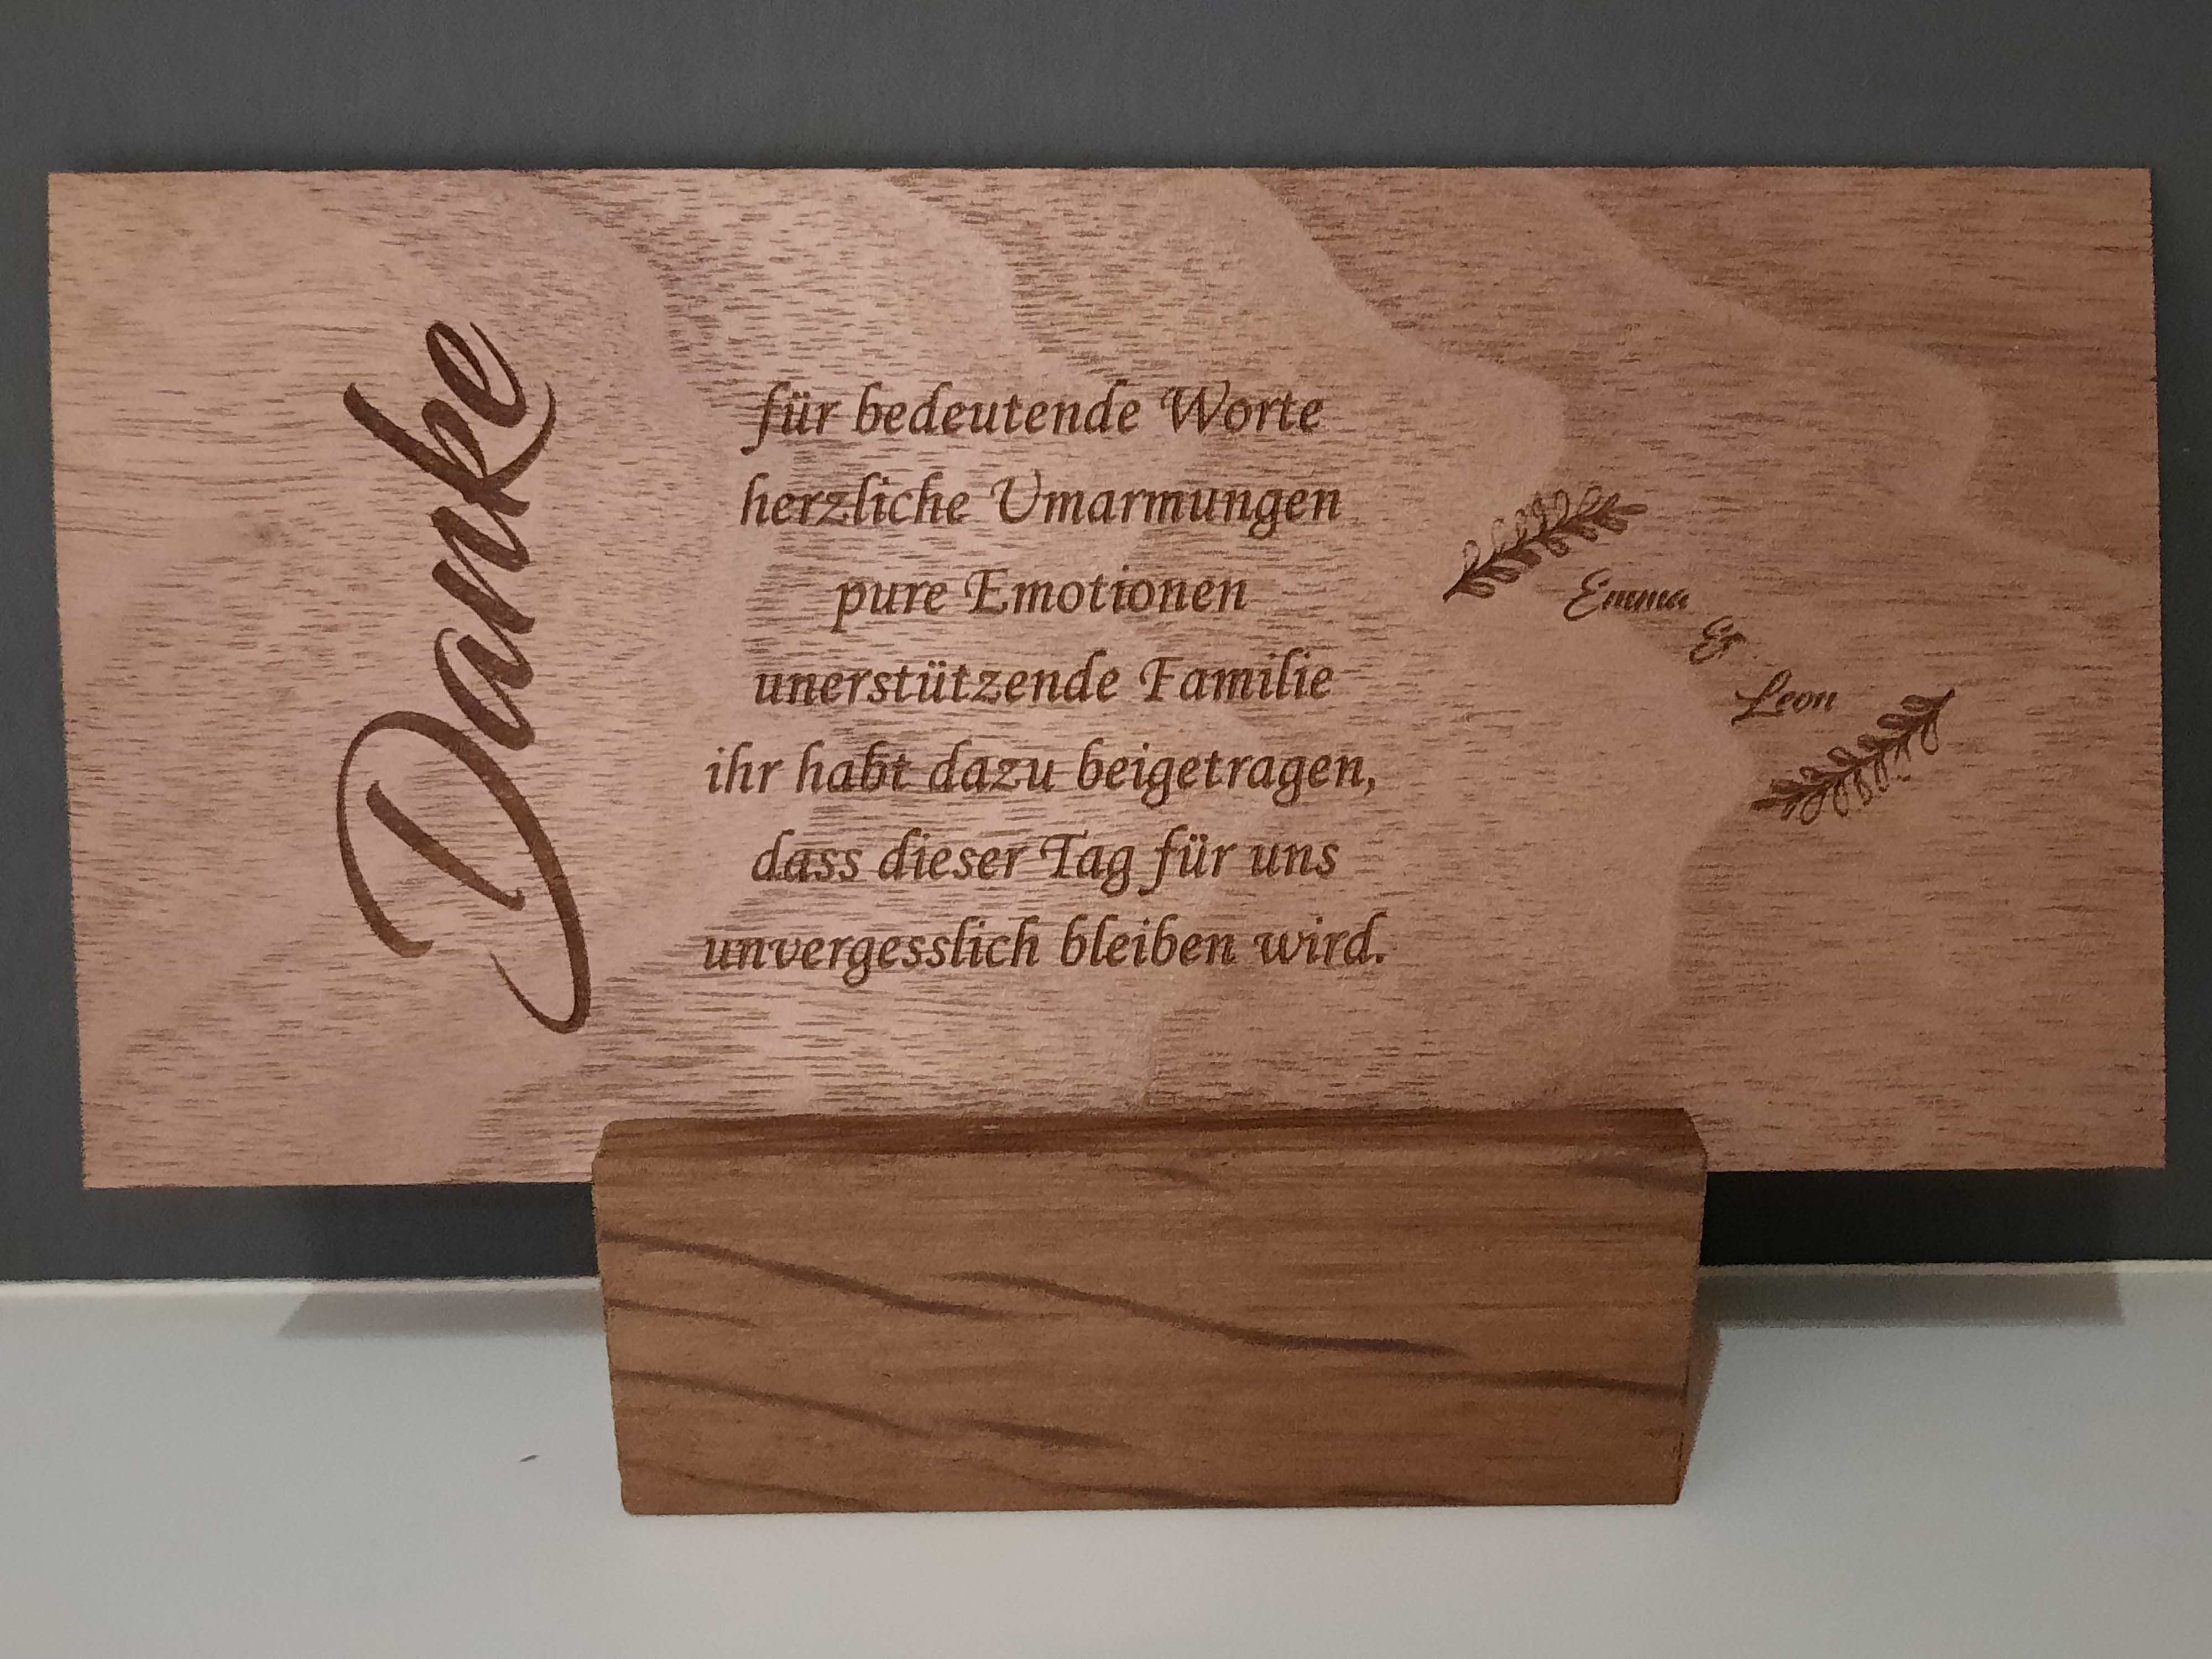 Danke
für bedeutende Worte
herzliche Umarmungen
pure Emotionen
unerstützende Familie
ihr habt dazu beigetragen,
dass dieser Tag für uns
unvergesslich bleiben wird.
Emma
&
Leon